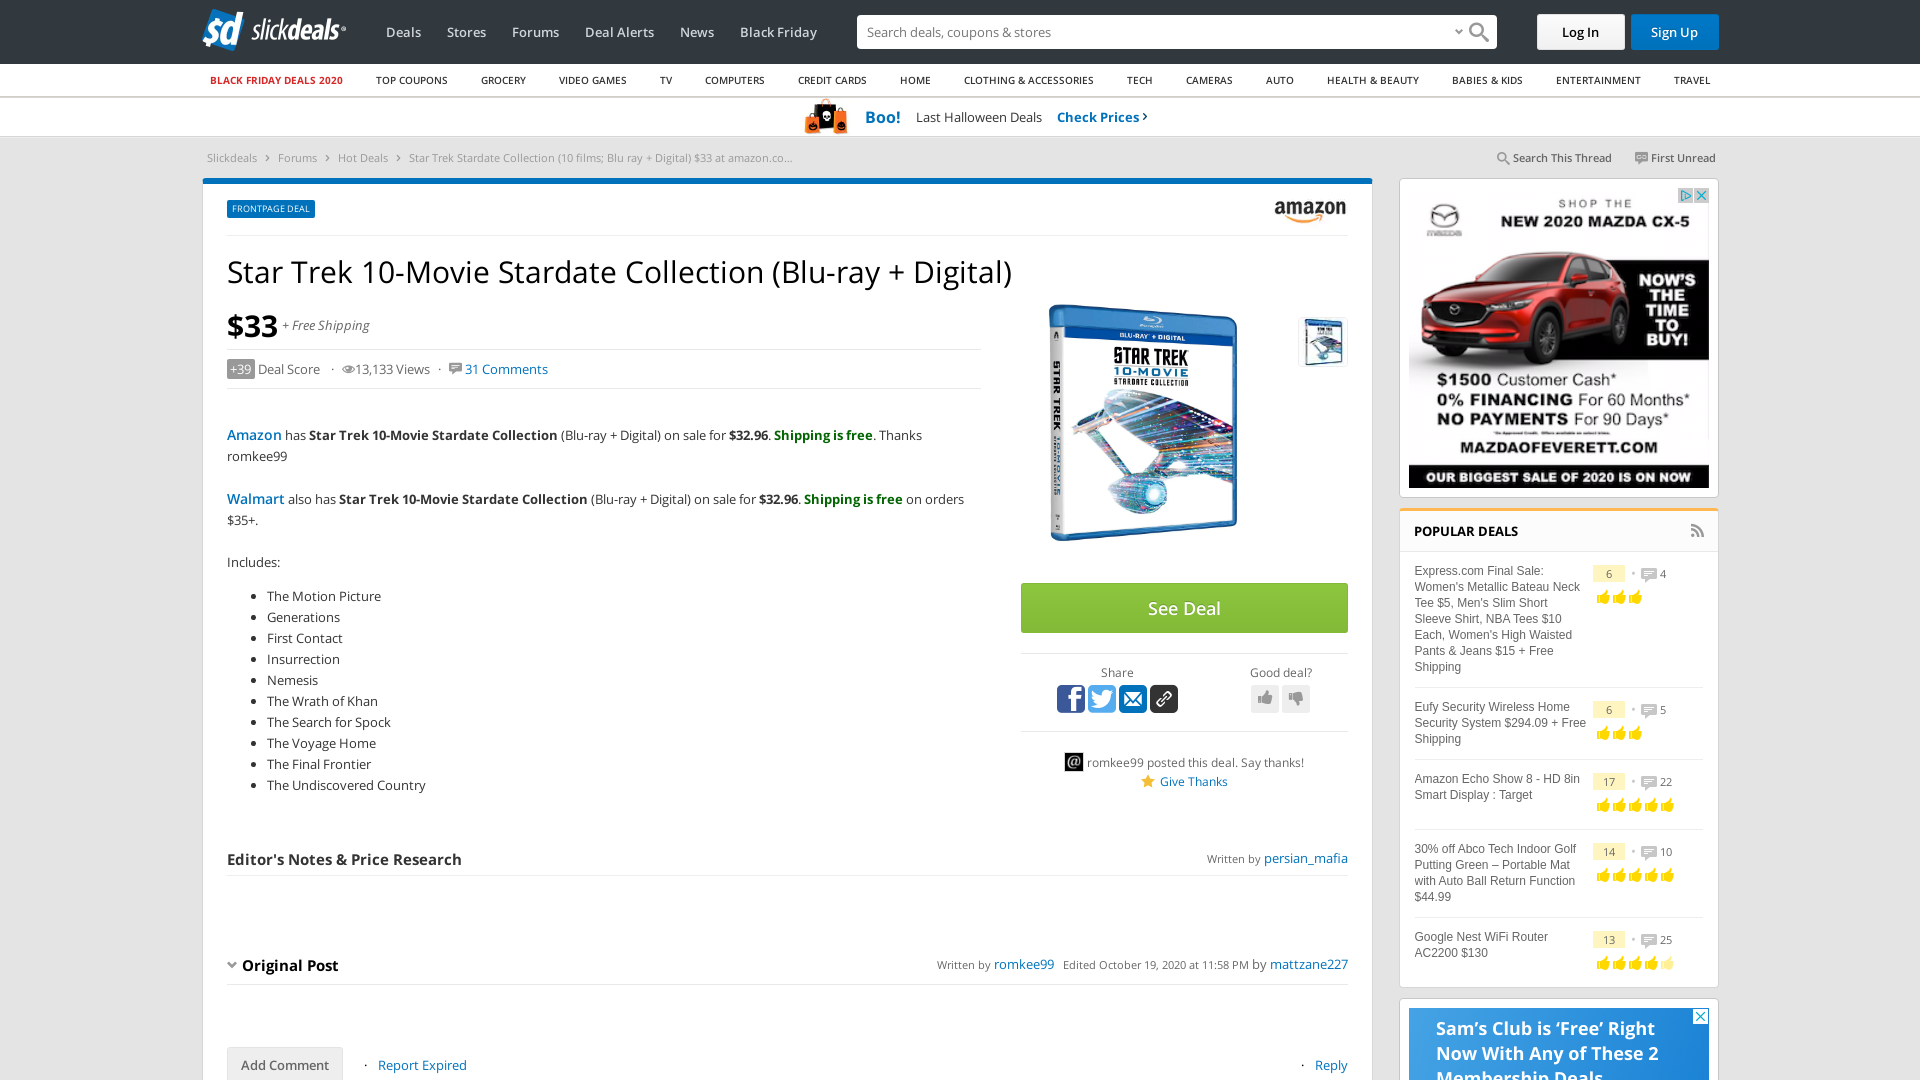 sd slickdeals
Deals Stores Forums Deal Alerts News Black Friday
Search deals, coupons & shopping
Log In Sign Up
BLACK FRIDAY DEALS 2020 TOP COUPONS GROCERY VIDEO GAMES TV COMPUTERS CREDIT CARDS HOME CLOTHING & ACCESSORIES TECH CAMERAS AUTO HEALTH & BEAUTY BABIES & KIDS ENTERTAINMENT TRAVEL
Boo! Last Halloween Deals Check Prices
Slickdeals Forums Hot Deals Star Trek Stardate Collection (10 films; Blu ray + Digital) $33 at amazon.co...
Search This Thread First Unread
FRONTPAGE DEAL
amazon
Star Trek 10-Movie Stardate Collection (Blu-ray + Digital)
$33 + Free Shipping
+39 Deal Score · 13,133 Views · 31 Comments
Amazon has Star Trek 10-Movie Stardate Collection (Blu-ray + Digital) on sale for $32.96. Shipping is free. Thanks
romkee99
Walmart also has Star Trek 10-Movie Stardate Collection (Blu-ray + Digital) on sale for $32.96. Shipping is free on orders
$35+.
Includes:
The Motion Picture
Generations
First Contact
Insurrection
Nemesis
The Wrath of Khan
The Search for Spock
The Voyage Home
The Final Frontier
The Undiscovered Country
BLU-RAY + DIGITAL
STAR TREK
10-MOVIE
STARDATE COLLECTION
STAR TREK
See Deal
Share Good deal?
romkee99 posted this deal. Say thanks!
Give Thanks
Editor's Notes & Price Research
Written by persian_mafia
Original Post
Written by romkee99 Edited October 19, 2020 at 11:58 PM by mattzane227
Add Comment · Report Expired
· Reply
mazda
SHOP THE
NEW 2020 MAZDA CX-5
NOW'S
THE
TIME
TO
BUY!
$1500 Customer Cash*
0% FINANCING For 60 Months*
NO PAYMENTS For 90 Days*
MAZDAOFEVERETT.COM
OUR BIGGEST SALE OF 2020 IS ON NOW
POPULAR DEALS
Express.com Final Sale:
Women's Metallic Bateau Neck
Tee $5, Men's Slim Short
Sleeve Shirt, NBA Tees $10
Each, Women's High Waisted
Pants & Jeans $15 + Free
Shipping
6 · 4
Eufy Security Wireless Home
Security System $294.09 + Free
Shipping
6 · 5
Amazon Echo Show 8 - HD 8in
Smart Display : Target
17 · 22
30% off Abco Tech Indoor Golf
Putting Green – Portable Mat
with Auto Ball Return Function
$44.99
14 · 10
Google Nest WiFi Router
AC2200 $130
13 · 25
Sam's Club is 'Free' Right
Now With Any of These 2
Membership Deals